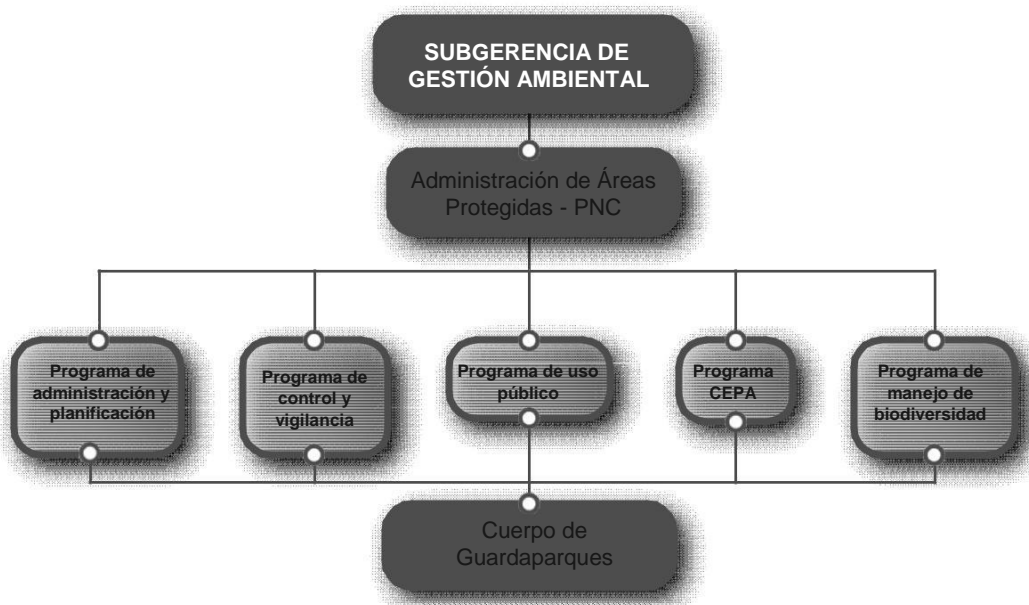 SUBGERENCIA DE
GESTIÓN AMBIENTAL
Administración de Áreas
Protegidas - PNC
Programa de
administración y
planificación
Programa de
control y
vigilancia
Programa de uso
público
Programa
CEPA
Programa de
manejo de
biodiversidad
Cuerpo de
Guardaparques